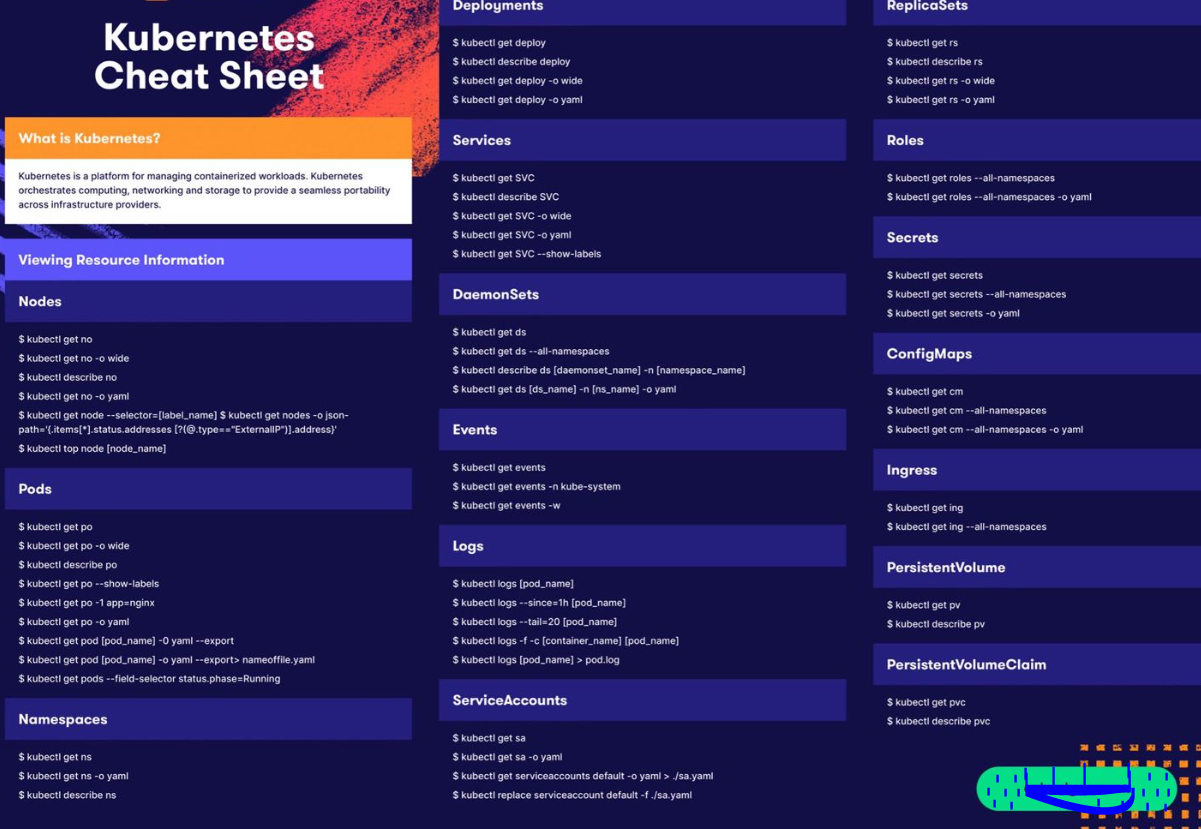 Kubernetes
Cheat Sheet
What is Kubernetes?
Kubernetes is a platform for managing containerized workloads. Kubernetes
orchestrates computing, networking and storage to provide a seamless portability
across infrastructure providers.
Viewing Resource Information
Nodes
$ kubectl get no
$ kubectl get no -o wide
$ kubectl describe no
$ kubectl get no -o yaml
$ kubectl get node --selector=[label_name] $ kubectl get nodes -o json-
path='{.items[*].status.addresses [?(@.type=="ExternalIP")].address}'
$ kubectl top node [node_name]
Pods
$ kubectl get po
$ kubectl get po -o wide
$ kubectl describe po
$ kubectl get po --show-labels
$ kubectl get po -1 app=nginx
$ kubectl get po -o yaml
$ kubectl get pod [pod_name] -0 yaml --export
$ kubectl get pod [pod_name] -o yaml --export> nameoffile.yaml
$ kubectl get pods --field-selector status.phase=Running
Namespaces
$ kubectl get ns
$ kubectl get ns -o yaml
$ kubectl describe ns
Deployments
$ kubectl get deploy
$ kubectl describe deploy
$ kubectl get deploy -o wide
$ kubectl get deploy -o yaml
Services
$ kubectl get SVC
$ kubectl describe SVC
$ kubectl get SVC -o wide
$ kubectl get SVC -o yaml
$ kubectl get SVC --show-labels
DaemonSets
$ kubectl get ds
$ kubectl get ds --all-namespaces
$ kubectl describe ds [daemonset_name] -n [namespace_name]
$ kubectl get ds [ds_name] -n [ns_name] -o yaml
Events
$ kubectl get events
$ kubectl get events -n kube-system
$ kubectl get events -w
Logs
$ kubectl logs [pod_name]
$ kubectl logs --since=1h [pod_name]
$ kubectl logs --tail=20 [pod_name]
$ kubectl logs -f -c [container_name] [pod_name]
$ kubectl logs [pod_name] > pod.log
ServiceAccounts
$ kubectl get sa
$ kubectl get sa -o yaml
$ kubectl get serviceaccounts default -o yaml > ./sa.yaml
$ kubectl replace serviceaccount default -f ./sa.yaml
ReplicaSets
$ kubectl get rs
$ kubectl describe rs
$ kubectl get rs -o wide
$ kubectl get rs -o yaml
Roles
$ kubectl get roles --all-namespaces
$ kubectl get roles --all-namespaces -o yaml
Secrets
$ kubectl get secrets
$ kubectl get secrets --all-namespaces
$ kubectl get secrets -o yaml
ConfigMaps
$ kubectl get cm
$ kubectl get cm --all-namespaces
$ kubectl get cm --all-namespaces -o yaml
Ingress
$ kubectl get ing
$ kubectl get ing --all-namespaces
PersistentVolume
$ kubectl get pv
$ kubectl describe pv
PersistentVolumeClaim
$ kubectl get pvc
$ kubectl describe pvc